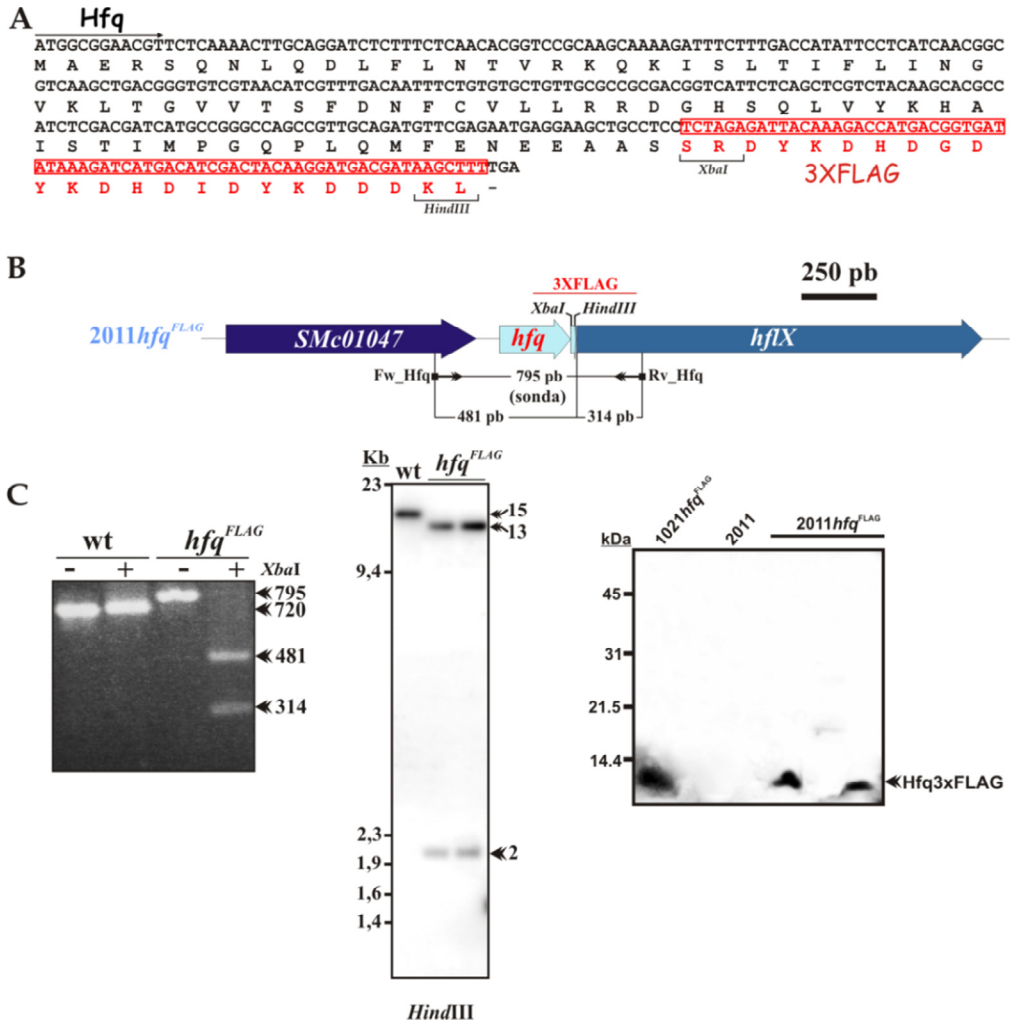 A
Hfq
ATGGCGGAACGTTCTCAAAACTTGCAGGATCTCTTTCTCAACACGGTCCGCAAGCAAAAGATTTCTTTGACCATATTCCTCATCAACGGC
M A E R S Q N L Q D L F L N T V R K Q K I S L T I F L I N G
GTCAAGCTGACGGGTGTCGTAACATCGTTTGACAATTTCTGTGTGCTGTTGCGCCGCGACGGTCATTCTCAGCTCGTCTACAAGCACGCC
V K L T G V V T S F D N F C V L L R R D G H S Q L V Y K H A
ATCTCGACGATCATGCCGGGCCAGCCGTTGCAGATGTTCGAGAATGAGGAAGCTGCCTCCTCTAGAGATTACAAAGACCATGACGGTGAT
I S T I M P G Q P L Q M F E N E E A A S S R D Y K D H D G D
ATAAAGATCATGACATCGACTACAAGGATGACGATAAGCTTTTGA
Y K D H D I D Y K D D D K L -
XbaI
3XFLAG
HindIII
B
250 pb
3XFLAG
XbaI HindIII
2011hfqFLAG
SMc01047
hfq
hflX
Fw_Hfq
795 pb
Rv_Hfq
(sonda)
481 pb
314 pb
C
wt
hfqFLAG
- + - +
XbaI
795
720
481
314
Kb
wt
hfqFLAG
23
15
13
9,4
2,3
2
1,9
1,6
1,4
HindIII
1021hfqFLAG
2011
2011hfqFLAG
kDa
45
31
21.5
14.4
Hfq3xFLAG